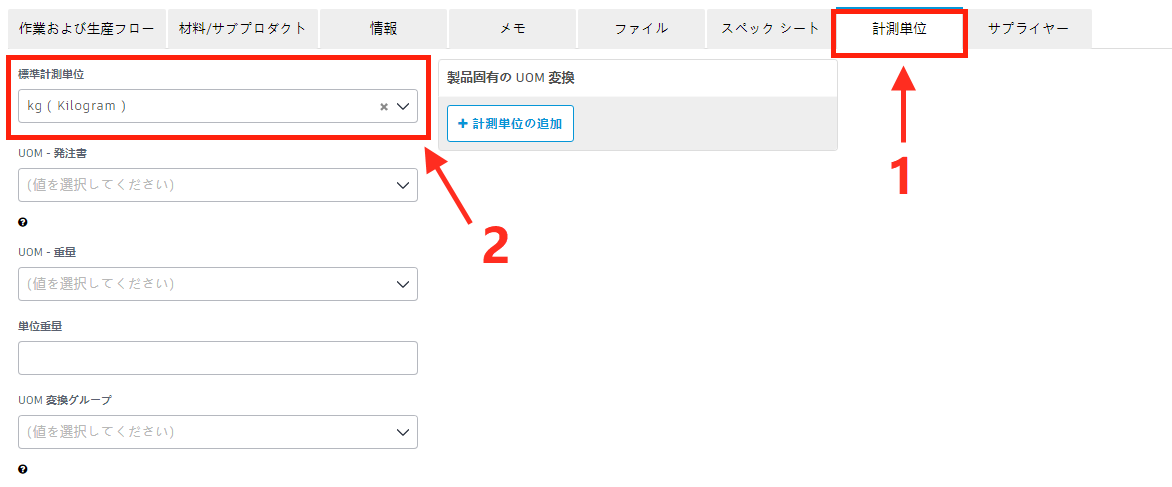 作業および生産フロー 材料/サブプロダクト 情報 メモ ファイル スペック シート 計測単位 サプライヤー
標準計測単位
kg ( Kilogram )
製品固有の UOM 変換
+ 計測単位の追加
1
2
UOM - 発注書
(値を選択してください)
UOM - 重量
(値を選択してください)
単位重量
UOM 変換グループ
(値を選択してください)